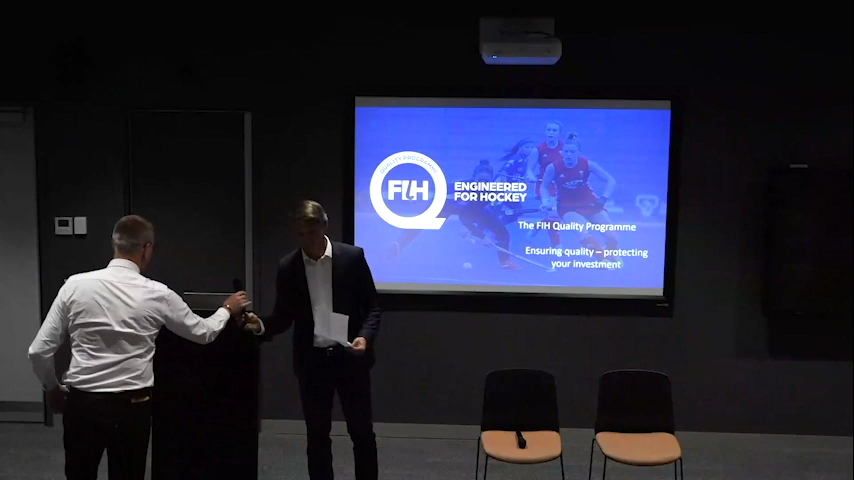 QUALITY PROGRAMME
FIH
ENGINEERED
FOR HOCKEY
The FIH Quality Programme
Ensuring quality – protecting
your investment